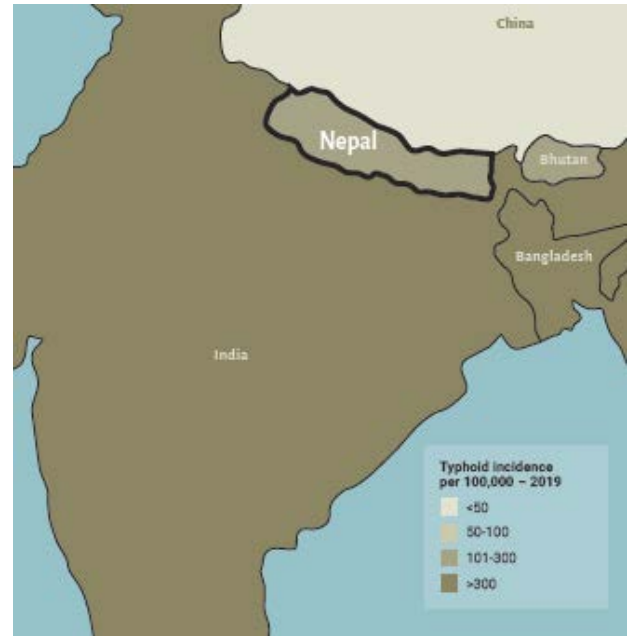 China
Nepal
Bhutan
Bangladesh
India
Typhoid incidence
per 100,000 – 2019
<50
50-100
101-300
>300